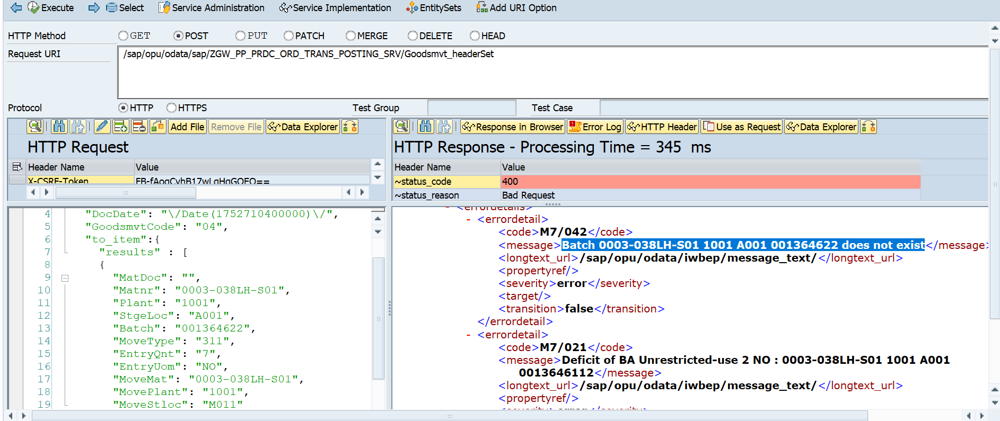 Execute Select Service Administration Service Implementation EntitySets Add URI Option
HTTP Method GET POST PUT PATCH MERGE DELETE HEAD
Request URI /sap/opu/odata/sap/ZGW_PP_PRDC_ORD_TRANS_POSTING_SRV/Goodsmvt_headerSet
Protocol HTTP HTTPS Test Group Test Case
Add File Remove File Data Explorer
HTTP Request
Header Name Value
X-CSRF-Token
4 "DocDate": "\/Date(1752710400000)\/",
5 "GoodsmvtCode": "04",
6 "to_item":{
7 "results" : [
8 {
9 "MatDoc": "",
10 "Matnr": "0003-038LH-S01",
11 "Plant": "1001",
12 "StgeLoc": "A001",
13 "Batch": "001364622",
14 "MoveType": "311",
15 "EntryQnt": "7",
16 "EntryUom": "NO",
17 "MoveMat": "0003-038LH-S01",
18 "MovePlant": "1001",
19 "MoveStloc": "M011"
Response in Browser Error Log HTTP Header Use as Request Data Explorer
HTTP Response - Processing Time = 345 ms
Header Name Value
~status_code 400
~status_reason Bad Request
- <errordetails>
- <errordetail>
<code>M7/042</code>
<message>Batch 0003-038LH-S01 1001 A001 001364622 does not exist</message>
<longtext_url>/sap/opu/odata/iwbep/message_text/</longtext_url>
<propertyref/>
<severity>error</severity>
<target/>
<transition>false</transition>
</errordetail>
- <errordetail>
<code>M7/021</code>
<message>Deficit of BA Unrestricted-use 2 NO : 0003-038LH-S01 1001 A001
0013646112</message>
<longtext_url>/sap/opu/odata/iwbep/message_text/</longtext_url>
<propertyref/>
<severity>error</severity>